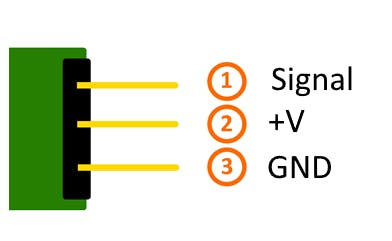 1 Signal
2 +V
3 GND